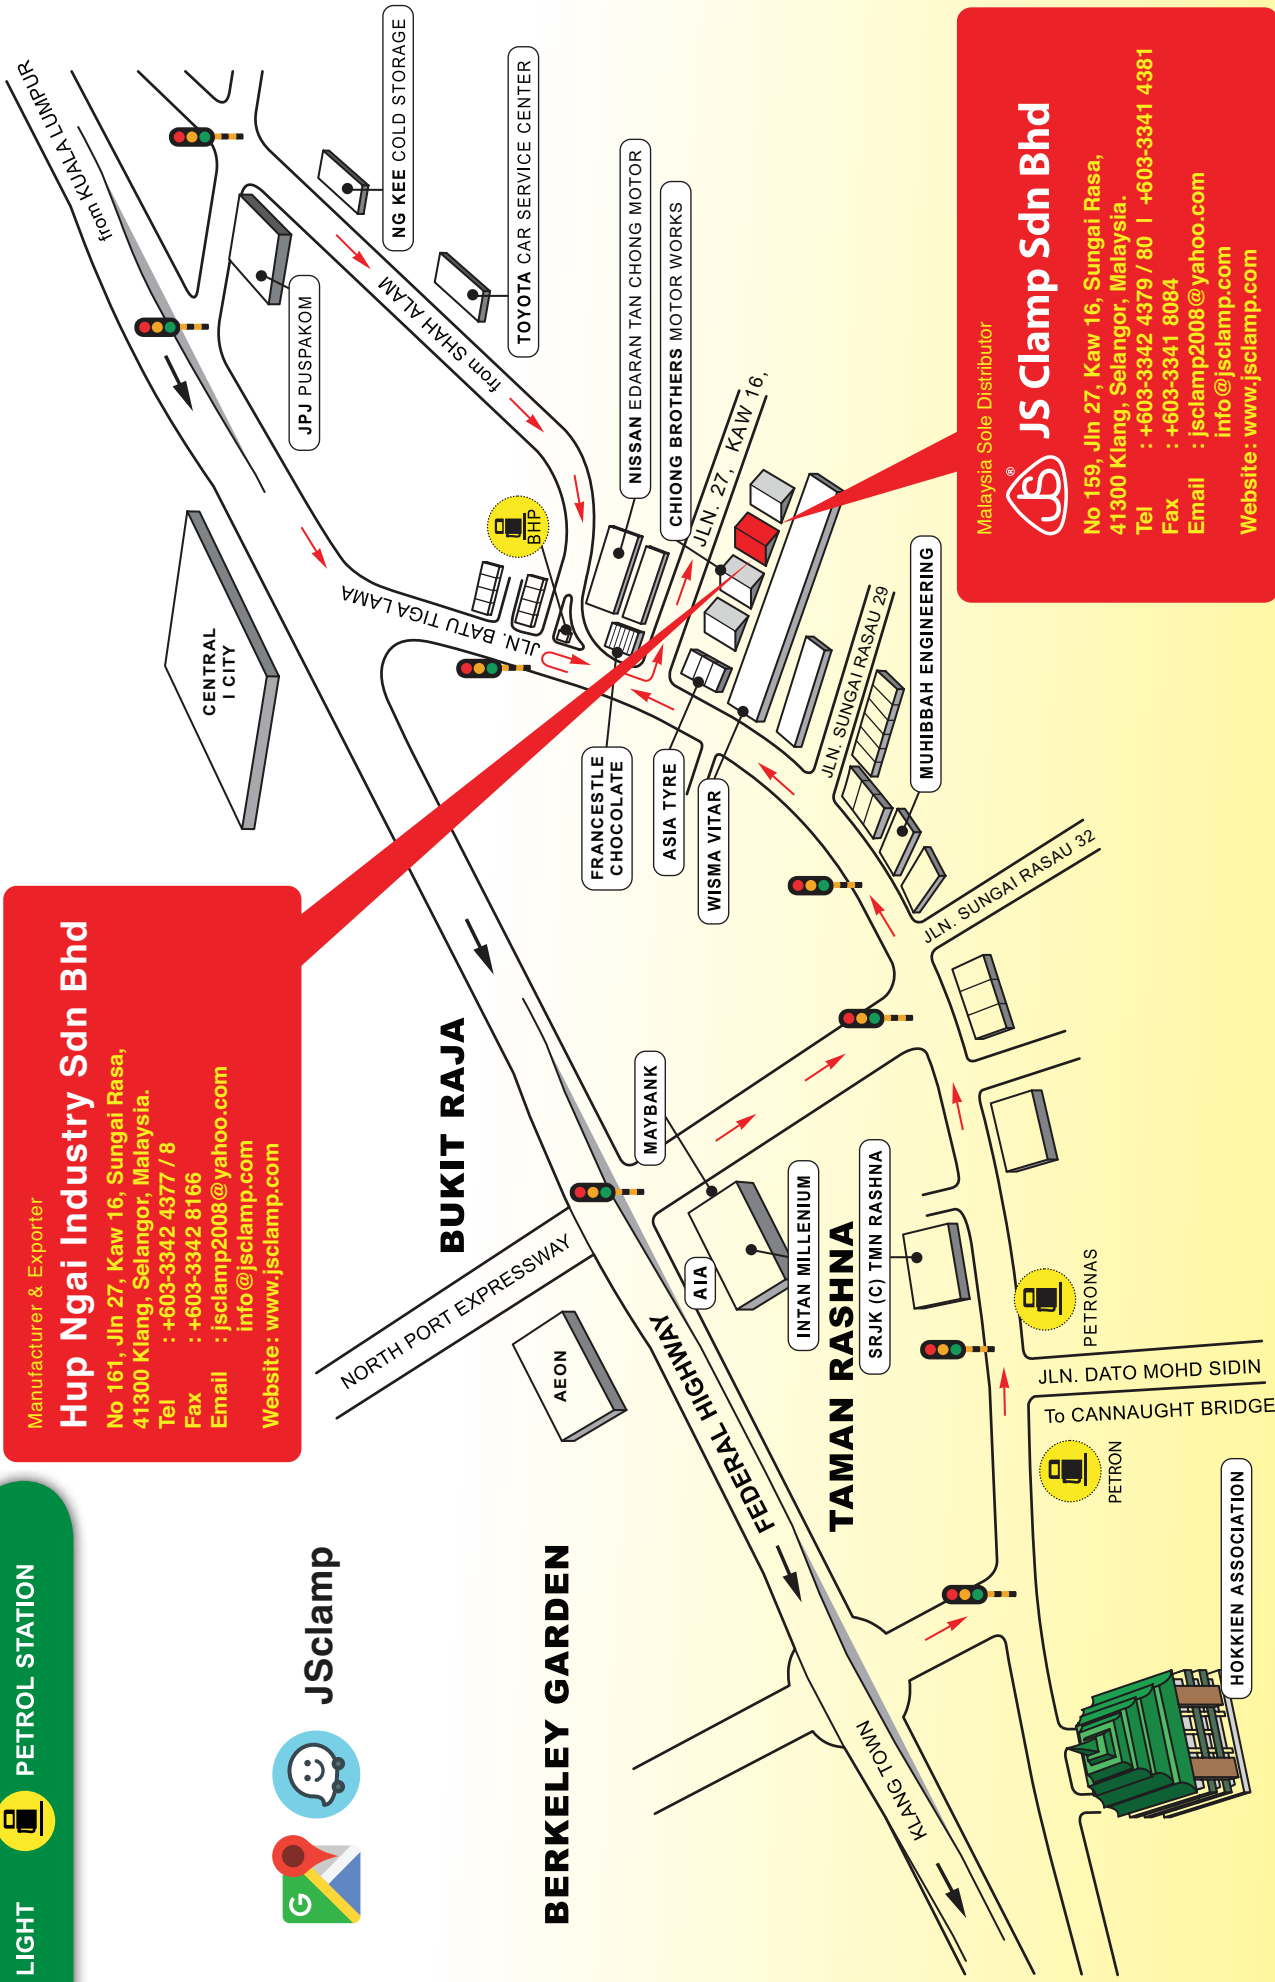 LIGHT
PETROL STATION
JSclamp
G
Manufacturer & Exporter
Hup Ngai Industry Sdn Bhd
No 161, Jln 27, Kaw 16, Sungai Rasa,
41300 Klang, Selangor, Malaysia.
Tel : +603-3342 4377 / 8
Fax : +603-3342 8166
Email : jsclamp2008@yahoo.com
info@jsclamp.com
Website: www.jsclamp.com
from KUALA LUMPUR
CENTRAL
I CITY
JPJ PUSPAKOM
NG KEE COLD STORAGE
TOYOTA CAR SERVICE CENTER
from SHAH ALAM
JLN. BATU TIGA LAMA
BHP
NISSAN EDARAN TAN CHONG MOTOR
CHIONG BROTHERS MOTOR WORKS
JLN. 27, KAW 16,
FRANCESTLE
CHOCOLATE
ASIA TYRE
WISMA VITAR
JLN. SUNGAI RASAU 29
MUHIBBAH ENGINEERING
JLN. SUNGAI RASAU 32
BUKIT RAJA
NORTH PORT EXPRESSWAY
AEON
MAYBANK
AIA
INTAN MILLENIUM
FEDERAL HIGHWAY
TAMAN RASHNA
SRJK (C) TMN RASHNA
PETRONAS
JLN. DATO MOHD SIDIN
To CANNAUGHT BRIDGE
PETRON
BERKELEY GARDEN
KLANG TOWN
HOKKIEN ASSOCIATION
Malaysia Sole Distributor
JS ® JS Clamp Sdn Bhd
No 159, Jln 27, Kaw 16, Sungai Rasa,
41300 Klang, Selangor, Malaysia.
Tel : +603-3342 4379 / 80 | +603-3341 4381
Fax : +603-3341 8084
Email : jsclamp2008@yahoo.com
info@jsclamp.com
Website: www.jsclamp.com